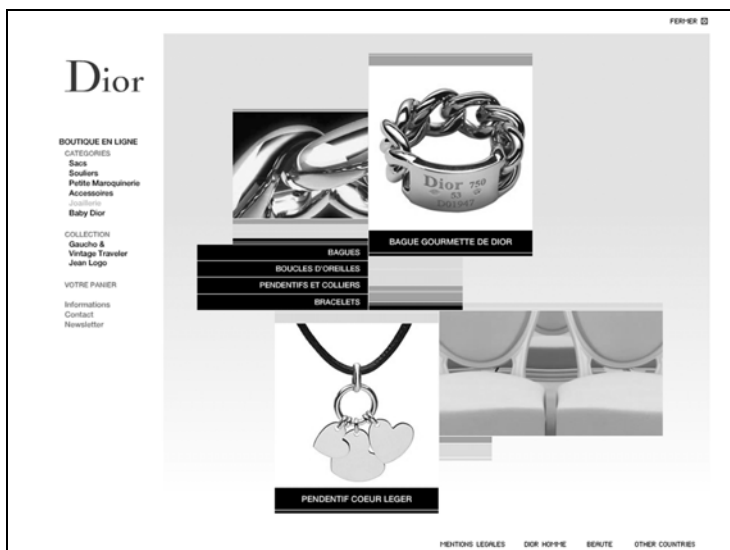 FERMER
Dior
BOUTIQUE EN LIGNE
CATEGORIES
Sacs
Souliers
Petite Maroquinerie
Accessoires
Joaillerie
Baby Dior
COLLECTION
Gaucho &
Vintage Traveler
Jean Logo
VOTRE PANIER
Informations
Contact
Newsletter
Dior 750
53
D01947
BAGUE GOURMETTE DE DIOR
BAGUES
BOUCLES D'OREILLES
PENDENTIFS ET COLLIERS
BRACELETS
PENDENTIF COEUR LEGER
MENTIONS LEGALES DIOR HOMME BEAUTE OTHER COUNTRIES